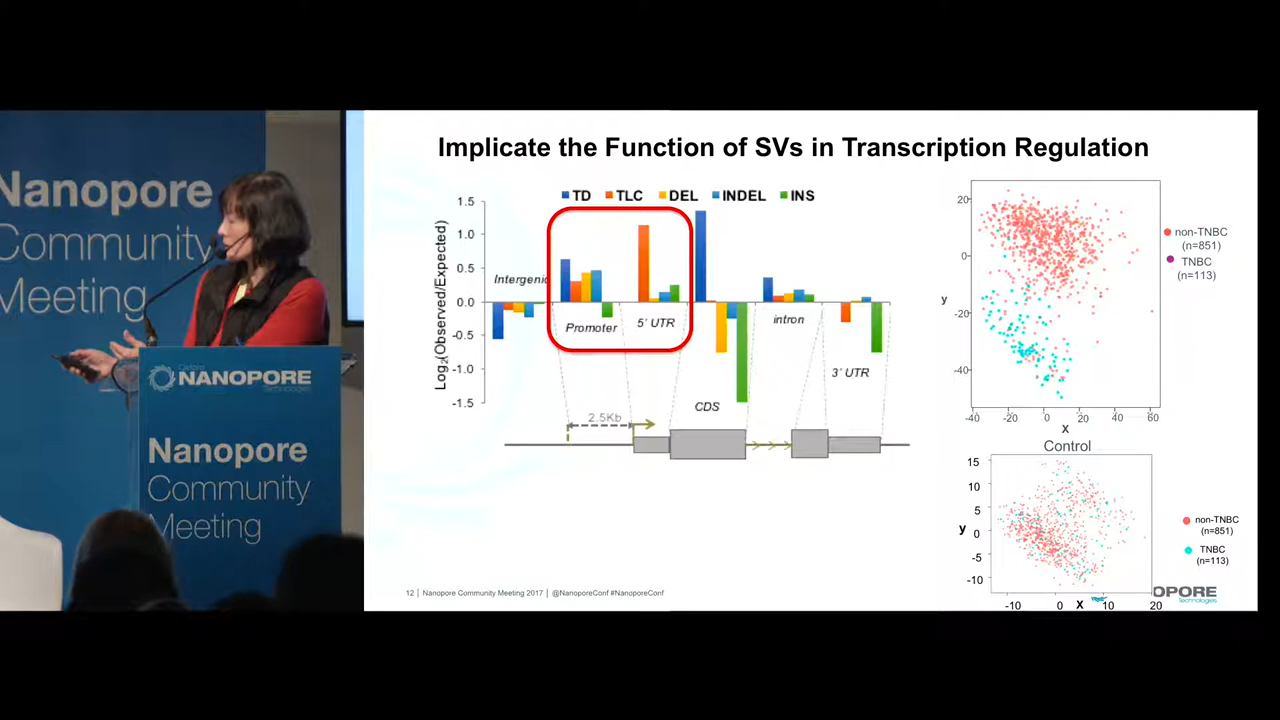 Nanopore
Community
Meeting
Oxford
NANOPORE
Technologies
Nanopore
Community
Meeting
Implicate the Function of SVs in Transcription Regulation
TD TLC DEL INDEL INS
Log2(Observed/Expected)
1.5
1.0
0.5
0.0
-0.5
-1.0
-1.5
Intergenic
Promoter
5' UTR
CDS
intron
3' UTR
2.5Kb
20
0
-20
-40
y
-40 -20 0 20 40 60
X
non-TNBC
(n=851)
TNBC
(n=113)
Control
15
10
5
0
-5
-10
y
-10 0 X 10 20
non-TNBC
(n=851)
TNBC
(n=113)
12 | Nanopore Community Meeting 2017 | @NanoporeConf #NanoporeConf
OPORE
Technologies